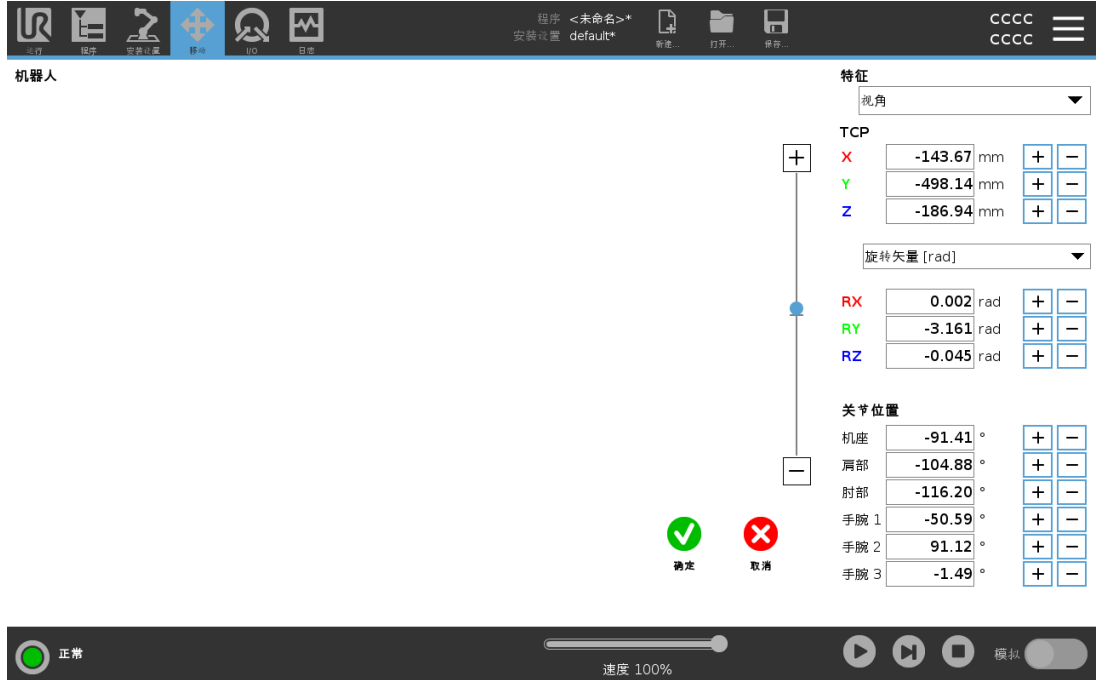 UR
运行
程序
安装设置
移动
I/O
日志
程序 <未命名>*
安装设置 default*
新建...
打开...
保存...
CCCC
CCCC
机器人
特征
视角
TCP
X -143.67 mm + −
Y -498.14 mm + −
Z -186.94 mm + −
旋转矢量 [rad]
RX 0.002 rad + −
RY -3.161 rad + −
RZ -0.045 rad + −
关节位置
机座 -91.41 ° + −
肩部 -104.88 ° + −
肘部 -116.20 ° + −
手腕 1 -50.59 ° + −
手腕 2 91.12 ° + −
手腕 3 -1.49 ° + −
确定
取消
正常
速度 100%
模拟